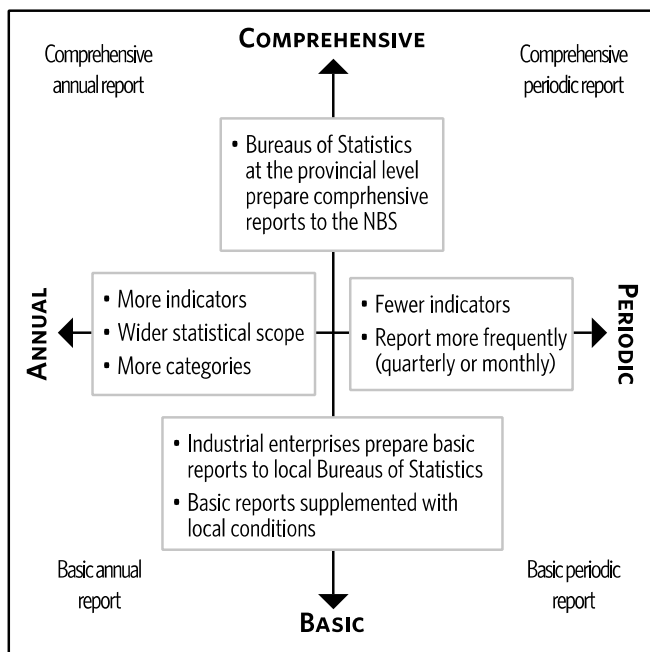 COMPREHENSIVE
Comprehensive
annual report
Comprehensive
periodic report
• Bureaus of Statistics
at the provincial level
prepare comprhensive
reports to the NBS
ANNUAL
• More indicators
• Wider statistical scope
• More categories
• Fewer indicators
• Report more frequently
(quarterly or monthly)
PERIODIC
• Industrial enterprises prepare basic
reports to local Bureaus of Statistics
• Basic reports supplemented with
local conditions
Basic annual
report
Basic periodic
report
BASIC